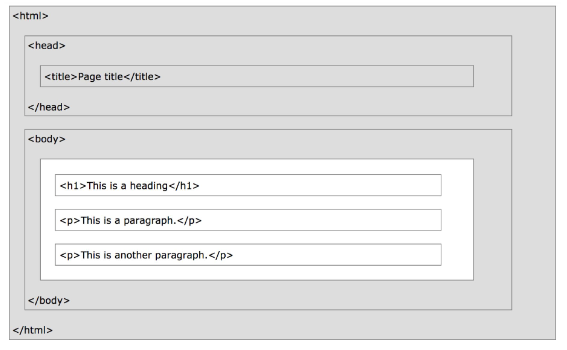 <html>
<head>
<title>Page title</title>
</head>
<body>
<h1>This is a heading</h1>
<p>This is a paragraph.</p>
<p>This is another paragraph.</p>
</body>
</html>